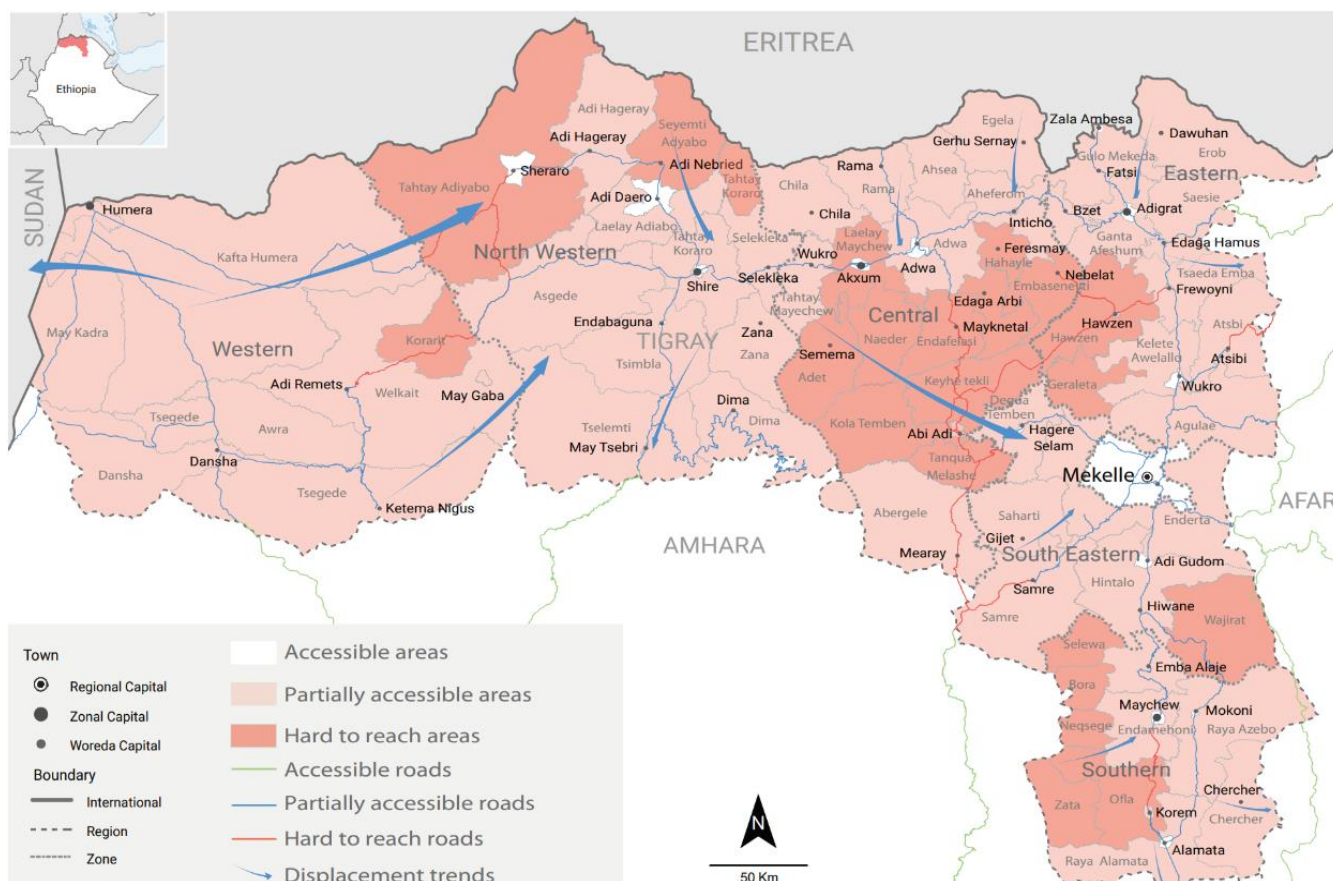 Ethiopia
ERITREA
SUDAN
AMHARA
AFAR
TIGRAY
Western
North Western
Central
Eastern
South Eastern
Southern
Zala Ambesa
Egela
Adi Hageray
Dawuhan
Seyemti
Adyabo
Gerhu Sernay
Gulo Mekeda
Erob
Adi Hageray
Fatsi
Adi Nebried
Rama
Ahsea
Sheraro
Tahtay Adiyabo
Tahtay
Koraro
Chila
Rama
Aheferom
Saesie
Adi Daero
Humera
Chila
Inticho
Bzet
Adigrat
Laelay Adiabo
Tahtay
Koraro
Selekleka
Laelay
Maychew
Adwa
Ganta
Afeshum
Edaga Hamus
Kafta Humera
Wukro
Adwa
Feresmay
Hahayle
Tsaeda Emba
Shire
Selekleka
Akxum
Nebelat
Embaseneyti
Frewoyni
Asgede
Tahtay
Mayechew
Edaga Arbi
May Kadra
Endabaguna
Zana
Mayknetal
Hawzen
Atsbi
Korarit
Zana
Semema
Naeder
Endafelasi
Hawzen
Kelete
Awelallo
Atsibi
Tsimbla
Adi Remets
Welkait
May Gaba
Adet
Keyhe tekli
Geraleta
Wukro
Tsegede
Awra
Dima
Dima
Tselemti
Kola Temben
Degua
Temben
Agulae
Abi Adi
Hagere
Selam
May Tsebri
Dansha
Tanqua
Melashe
Dansha
Mekelle
Tsegede
Ketema Nigus
Abergele
Saharti
Enderta
Gijet
Mearay
Adi Gudom
Samre
Hintalo
Samre
Hiwane
Wajirat
Selewa
Emba Alaje
Bora
Maychew
Mokoni
Neqsege
Endamehoni
Raya Azebo
Chercher
Zata
Ofla
Korem
Chercher
Alamata
Raya Alamata
Town
Regional Capital
Zonal Capital
Woreda Capital
Boundary
International
Region
Zone
Accessible areas
Partially accessible areas
Hard to reach areas
Accessible roads
Partially accessible roads
Hard to reach roads
Displacement trends
N
50 Km